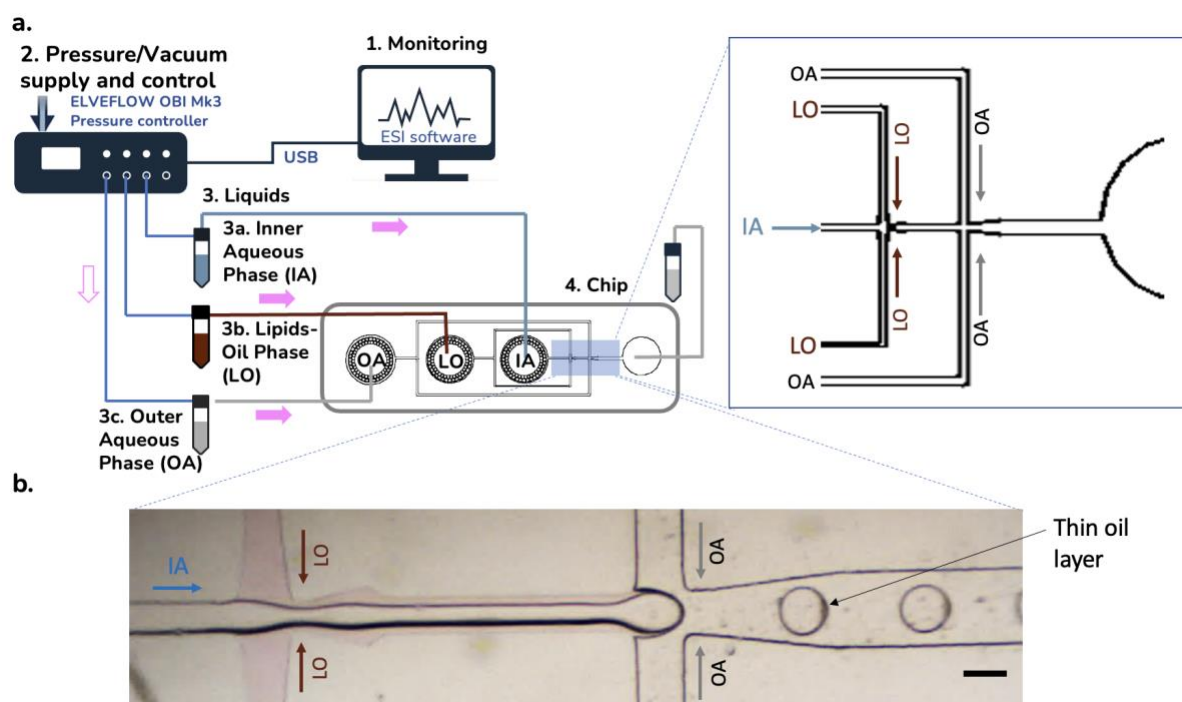 a.
2. Pressure/Vacuum
supply and control
ELVEFLOW OBI Mk3
Pressure controller
1. Monitoring
ESI software
USB
3. Liquids
3a. Inner
Aqueous
Phase (IA)
3b. Lipids-
Oil Phase
(LO)
3c. Outer
Aqueous
Phase (OA)
4. Chip
OA
LO
IA
OA
LO
LO
OA
IA
LO
OA
LO
OA
b.
IA
LO
OA
LO
OA
Thin oil
layer